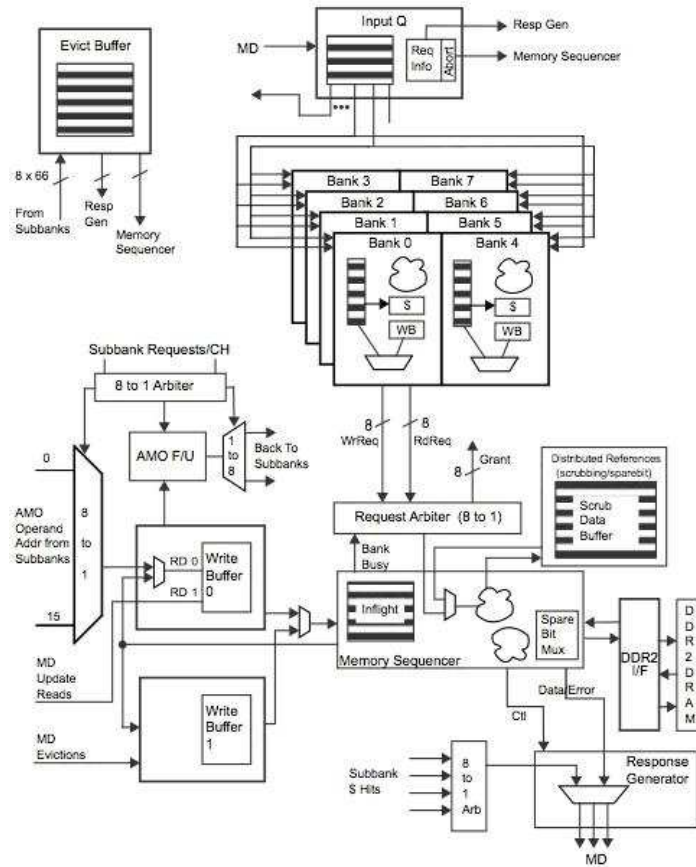 Evict Buffer
8 x 66
From
Subbanks
Resp
Gen
Memory
Sequencer
Input Q
MD
Req
Info
Abort
Resp Gen
Memory Sequencer
Bank 3
Bank 7
Bank 2
Bank 6
Bank 1
Bank 5
Bank 0
Bank 4
$
WB
$
WB
Subbank Requests/CH
8 to 1 Arbiter
AMO F/U
1
to
8
Back To
Subbanks
0
AMO
Operand
Addr from
Subbanks
15
8
to
1
8
WrReq
8
RdReq
8
Grant
Request Arbiter (8 to 1)
Bank
Busy
Distributed References
(scrubbing/sparebit)
Scrub
Data
Buffer
RD 0
RD 1
Write
Buffer
0
MD
Update
Reads
MD
Evictions
Write
Buffer
1
Inflight
Memory Sequencer
Spare
Bit
Mux
DDR2
I/F
D
D
R
2
D
R
A
M
Data/Error
Ctl
Subbank
$ Hits
8
to
1
Arb
Response
Generator
MD